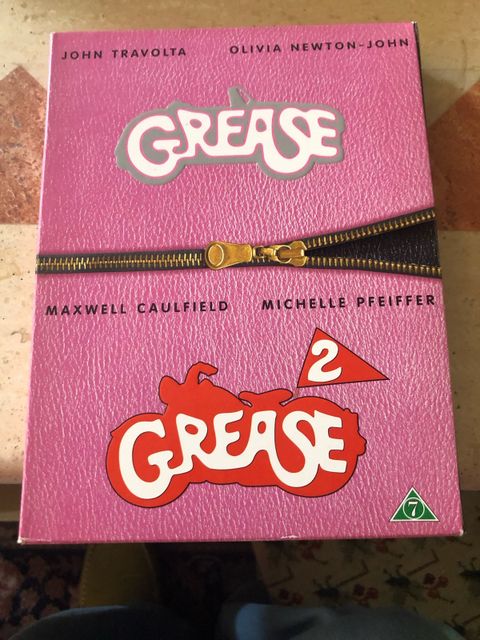 JOHN TRAVOLTA OLIVIA NEWTON-JOHN
GREASE
MAXWELL CAULFIELD MICHELLE PFEIFFER
2
GREASE
7